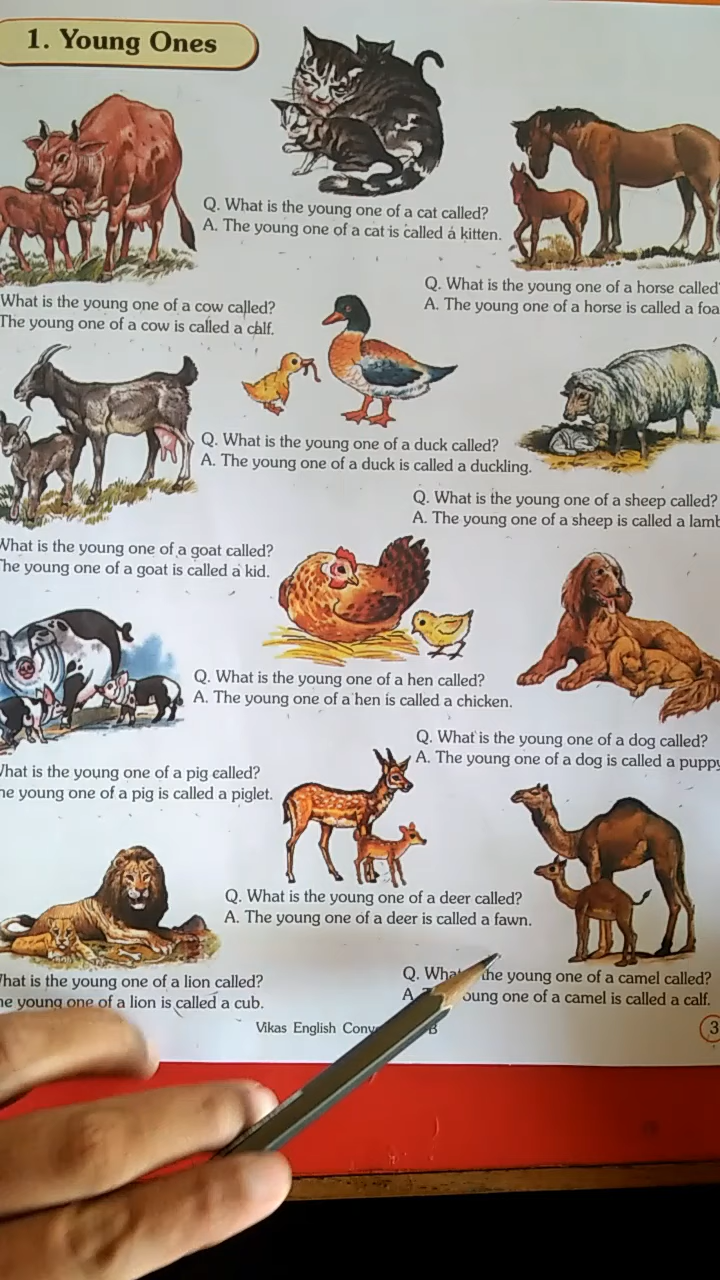 1. Young Ones
Q. What is the young one of a cat called?
A. The young one of a cat is called a kitten.
What is the young one of a cow called?
The young one of a cow is called a calf.
Q. What is the young one of a horse called
A. The young one of a horse is called a foa
Q. What is the young one of a duck called?
A. The young one of a duck is called a duckling.
Q. What is the young one of a sheep called?
A. The young one of a sheep is called a lamb
What is the young one of a goat called?
The young one of a goat is called a kid.
Q. What is the young one of a hen called?
A. The young one of a hen is called a chicken.
Q. What is the young one of a dog called?
A. The young one of a dog is called a puppy
hat is the young one of a pig called?
he young one of a pig is called a piglet.
Q. What is the young one of a deer called?
A. The young one of a deer is called a fawn.
hat is the young one of a lion called?
he young one of a lion is called a cub.
Q. the young one of a camel called?
A. one of a camel is called a calf.
Vikas English B
3